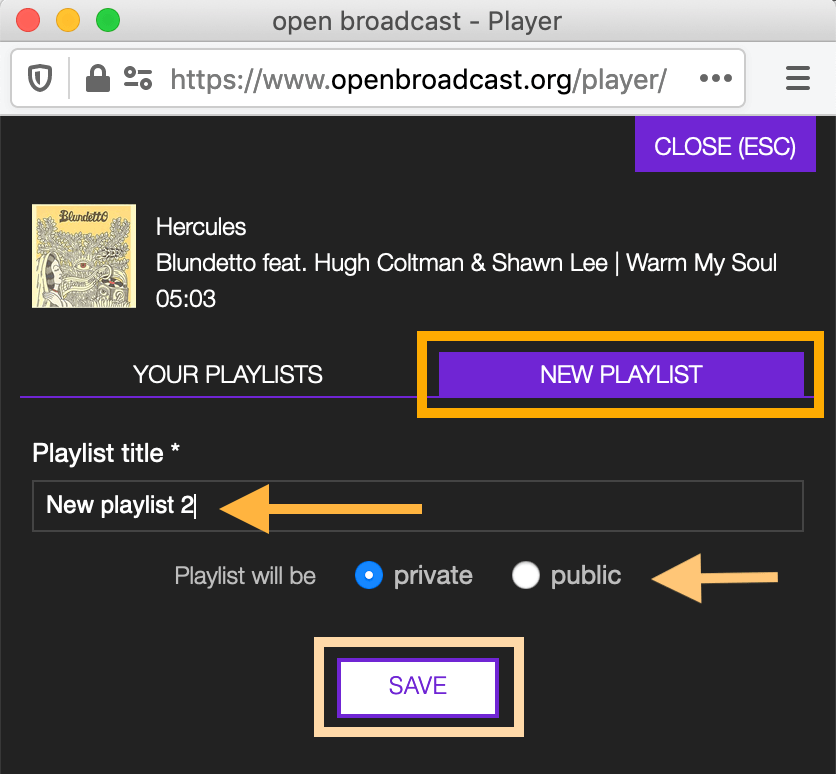 open broadcast - Player
https://www.openbroadcast.org/player/
CLOSE (ESC)
Blundetto
Hercules
Blundetto feat. Hugh Coltman & Shawn Lee | Warm My Soul
05:03
YOUR PLAYLISTS
NEW PLAYLIST
Playlist title *
New playlist 2
Playlist will be private public
SAVE